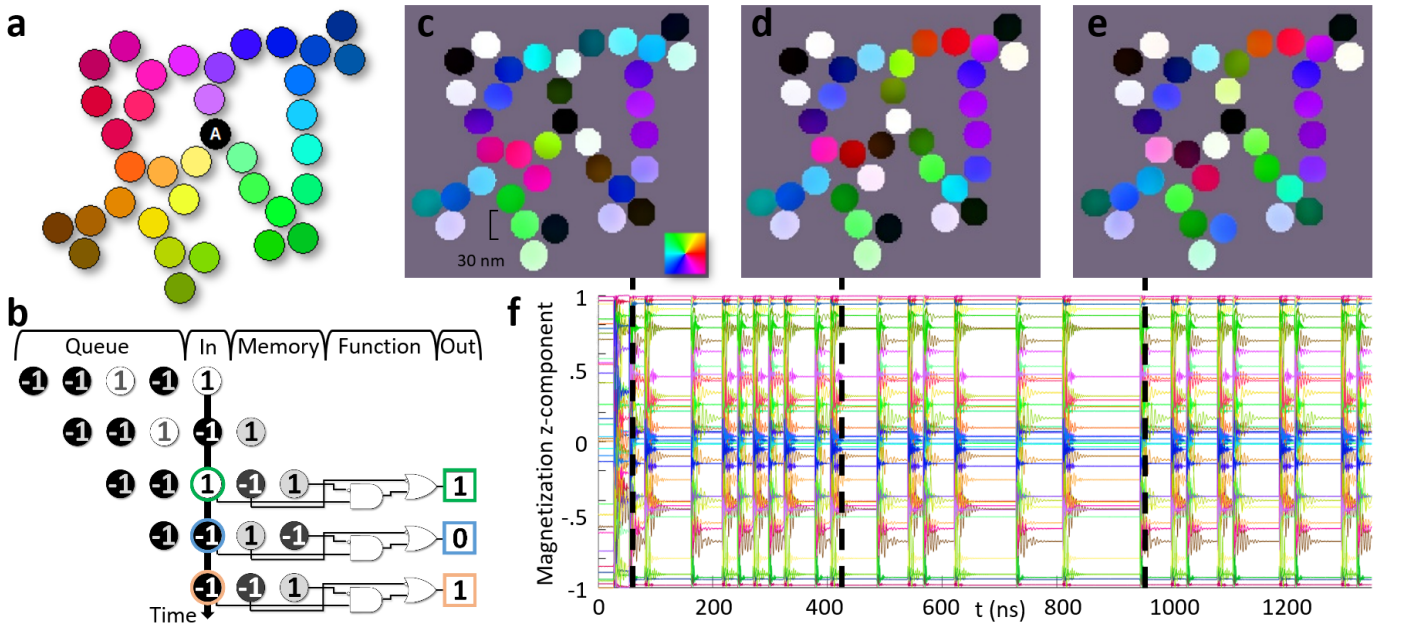 a
A
b
Queue In Memory Function Out
-1 -1 1 -1 1
-1 -1 1 -1 1
-1 -1 1 -1 1 1
-1 -1 1 -1 0
-1 -1 1 1
Time
c
30 nm
d
e
f
Magnetization z-component
1
.5
0
-.5
-1
0 200 400 600 t (ns) 800 1000 1200